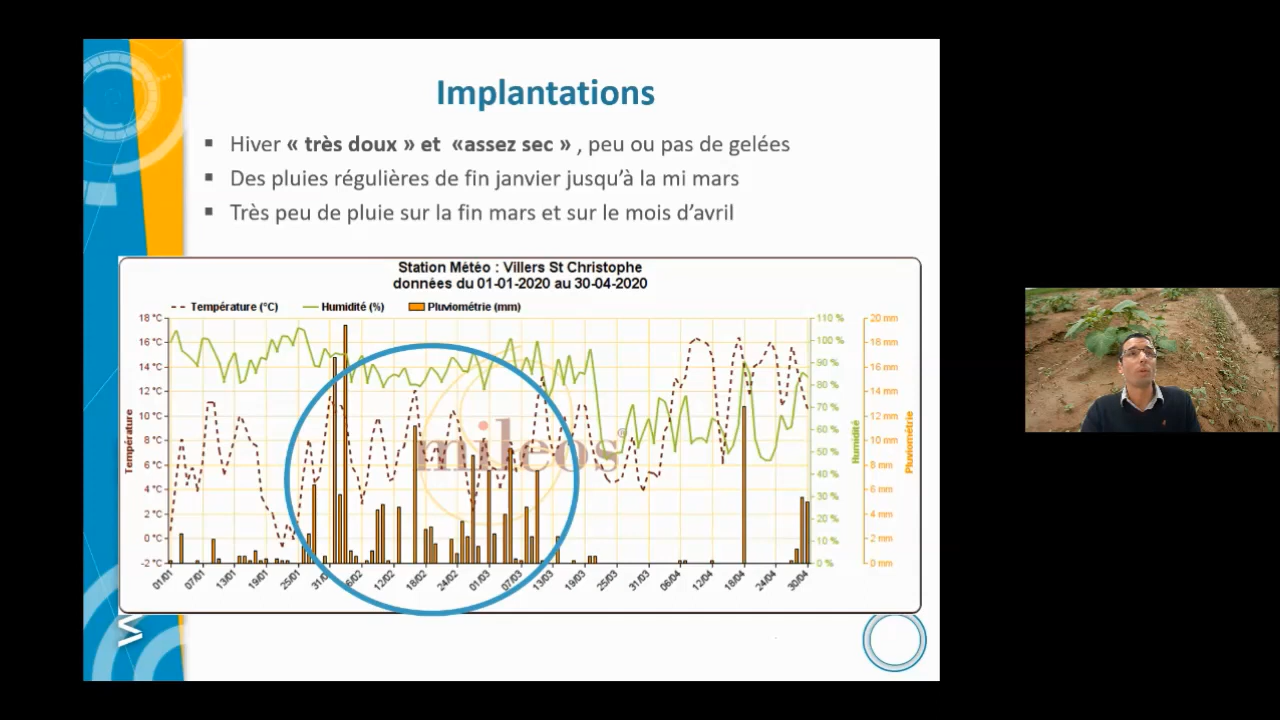 Implantations
▪ Hiver « très doux » et «assez sec » , peu ou pas de gelées
▪ Des pluies régulières de fin janvier jusqu’à la mi mars
▪ Très peu de pluie sur la fin mars et sur le mois d’avril
Station Météo : Villers St Christophe
données du 01-01-2020 au 30-04-2020
Température (°C) Humidité (%) Pluviométrie (mm)
18 °C 110 % 20 mm
16 °C 100 % 18 mm
14 °C 90 % 16 mm
12 °C 80 % 14 mm
10 °C 70 % 12 mm
8 °C 60 % 10 mm
6 °C 50 % 8 mm
4 °C 40 % 6 mm
2 °C 30 % 4 mm
0 °C 20 % 2 mm
-2 °C 10 % 0 mm
0 %
Température
Humidité
Pluviométrie
mileos®
01/01 07/01 13/01 19/01 25/01 31/01 06/02 12/02 18/02 24/02 01/03 07/03 13/03 19/03 25/03 31/03 06/04 12/04 18/04 24/04 30/04